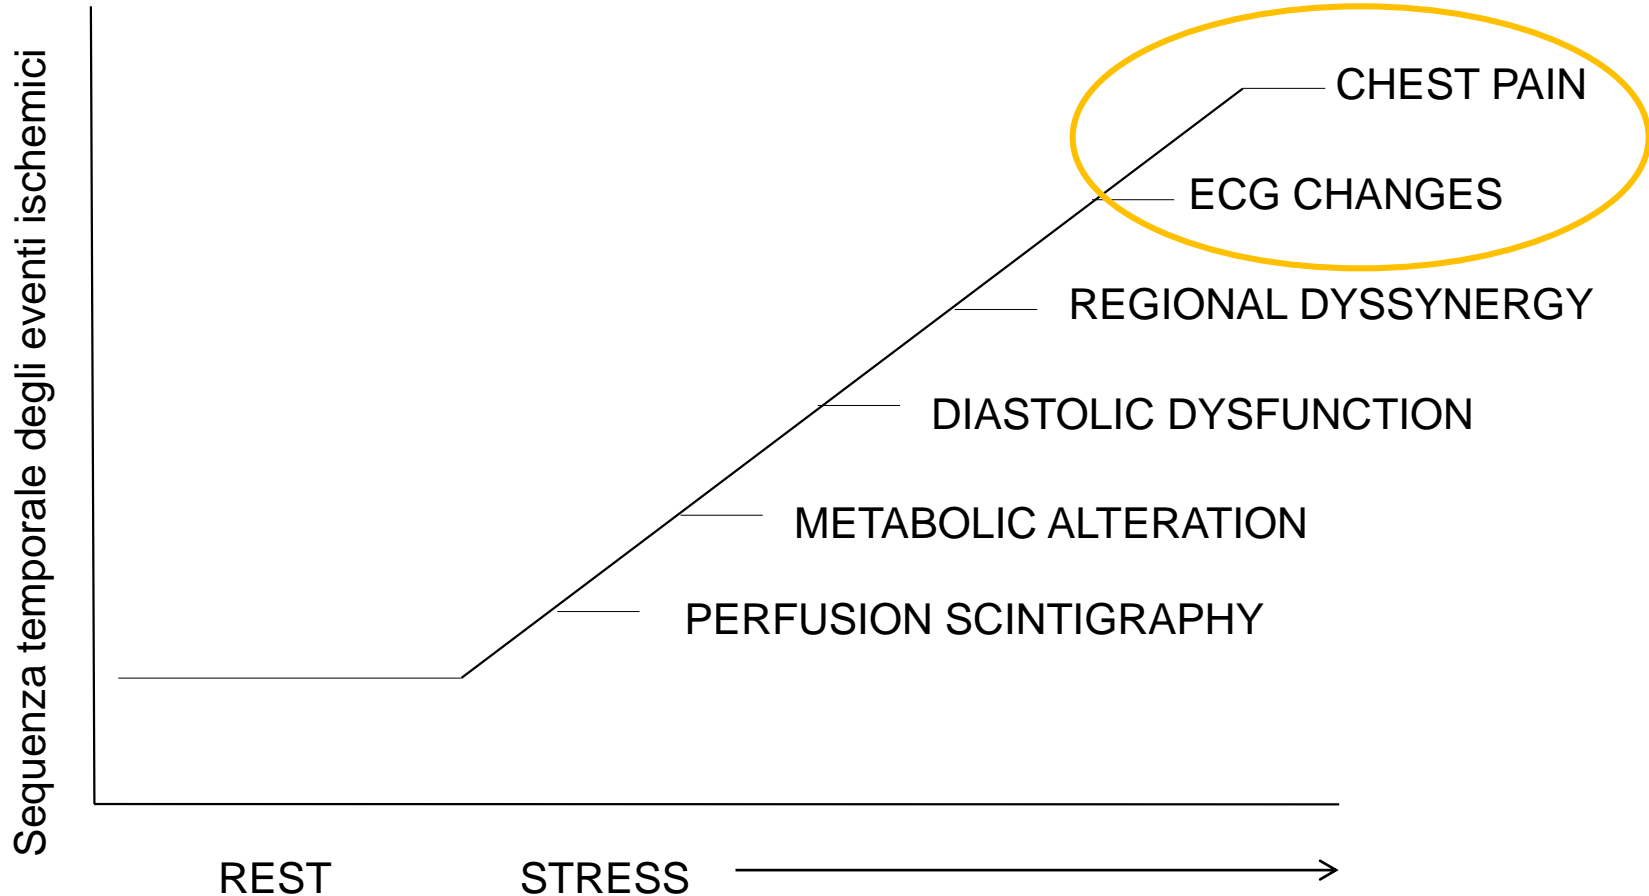 Sequenza temporale degli eventi ischemici
CHEST PAIN
ECG CHANGES
REGIONAL DYSSYNERGY
DIASTOLIC DYSFUNCTION
METABOLIC ALTERATION
PERFUSION SCINTIGRAPHY
REST
STRESS